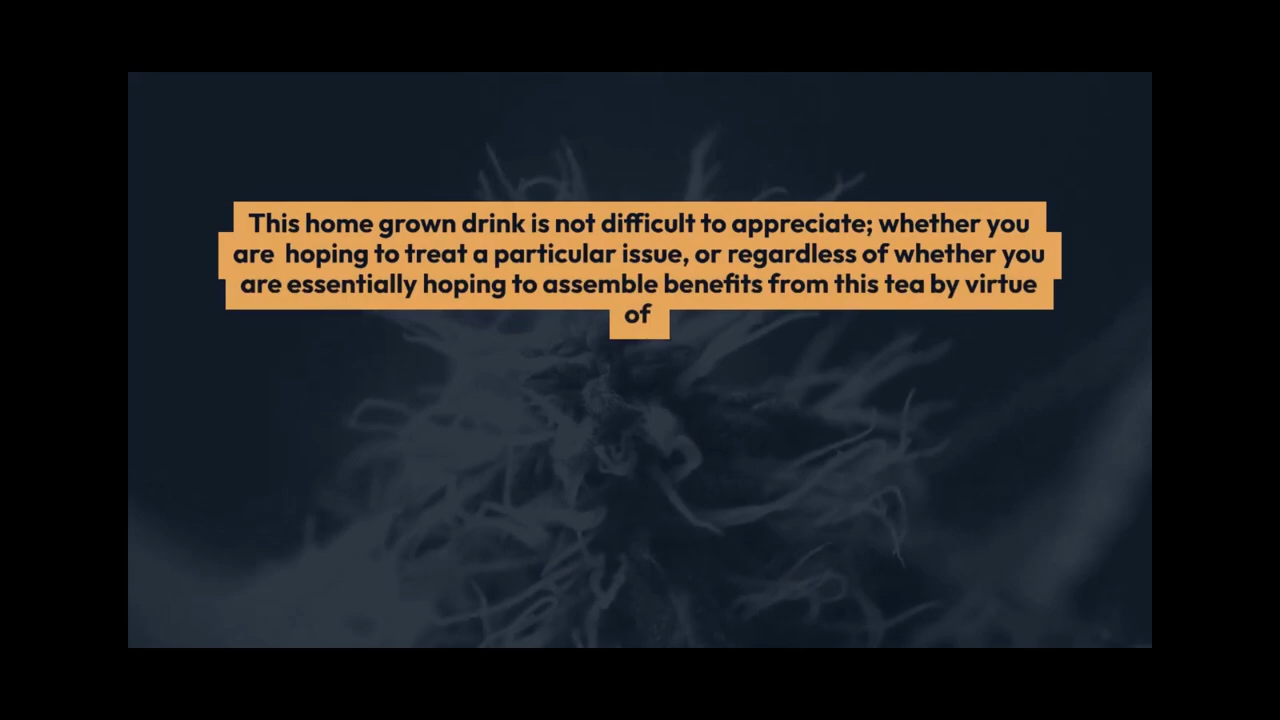 This home grown drink is not difficult to appreciate; whether you
are  hoping to treat a particular issue, or regardless of whether you
are essentially hoping to assemble benefits from this tea by virtue
of